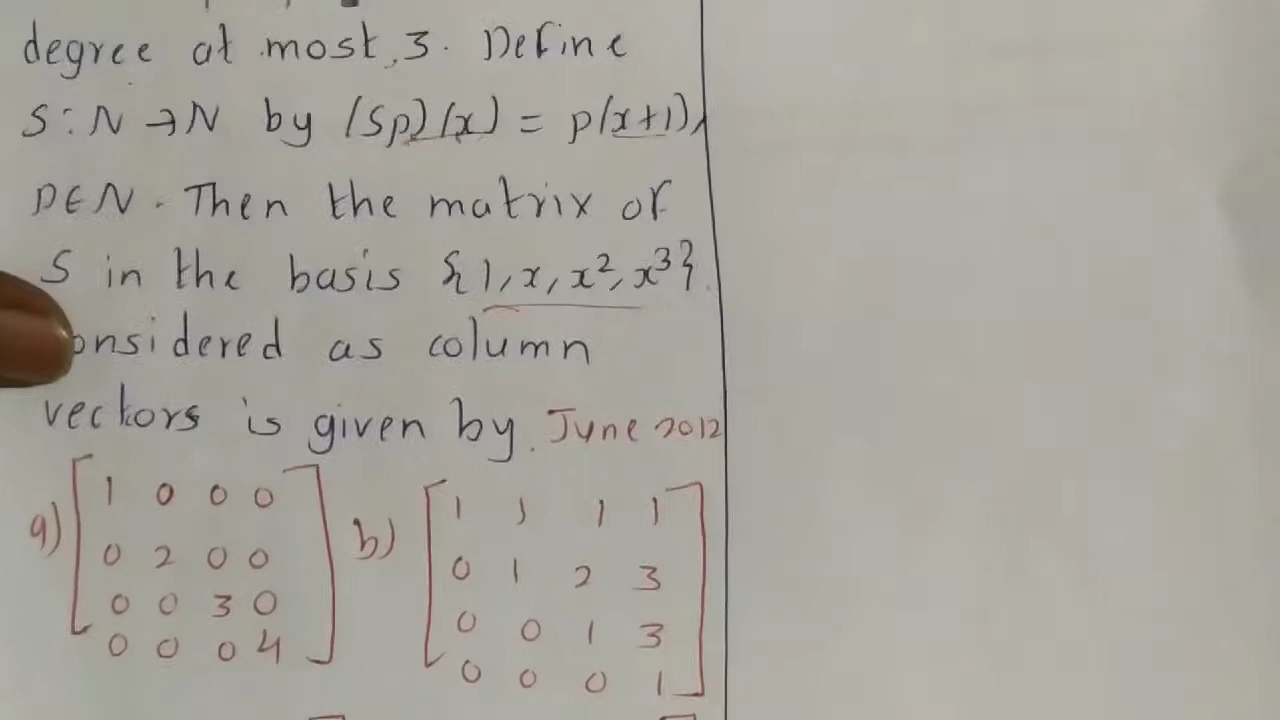 degree at most, 3. Define
S: N → N by (Sp)(x) = p(x+1),
p ∈ N. Then the matrix of
S in the basis {1, x, x², x³}.
onsidered as column
vectors is given by. June 2012
a) [1 0 0 0 b) [1 1 1 1
0 2 0 0 0 1 2 3
0 0 3 0 0 0 1 3
0 0 0 4] 0 0 0 1]